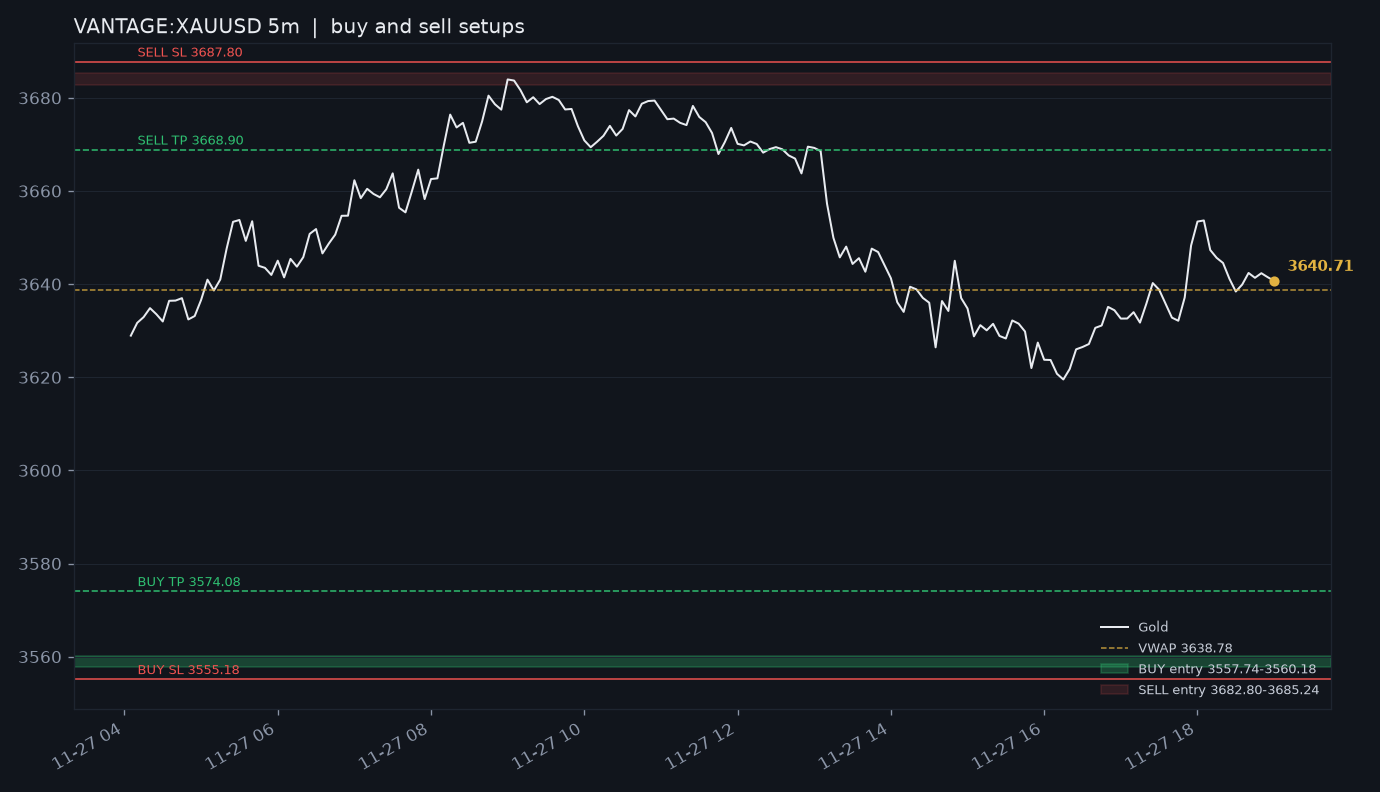 VANTAGE:XAUUSD 5m | buy and sell setups
SELL SL 3687.80
3680
SELL TP 3668.90
3660
3640.71
3640
3620
3600
3580
BUY TP 3574.08
3560
BUY SL 3555.18
Gold
VWAP 3638.78
BUY entry 3557.74-3560.18
SELL entry 3682.80-3685.24
11-27 04
11-27 06
11-27 08
11-27 10
11-27 12
11-27 14
11-27 16
11-27 18